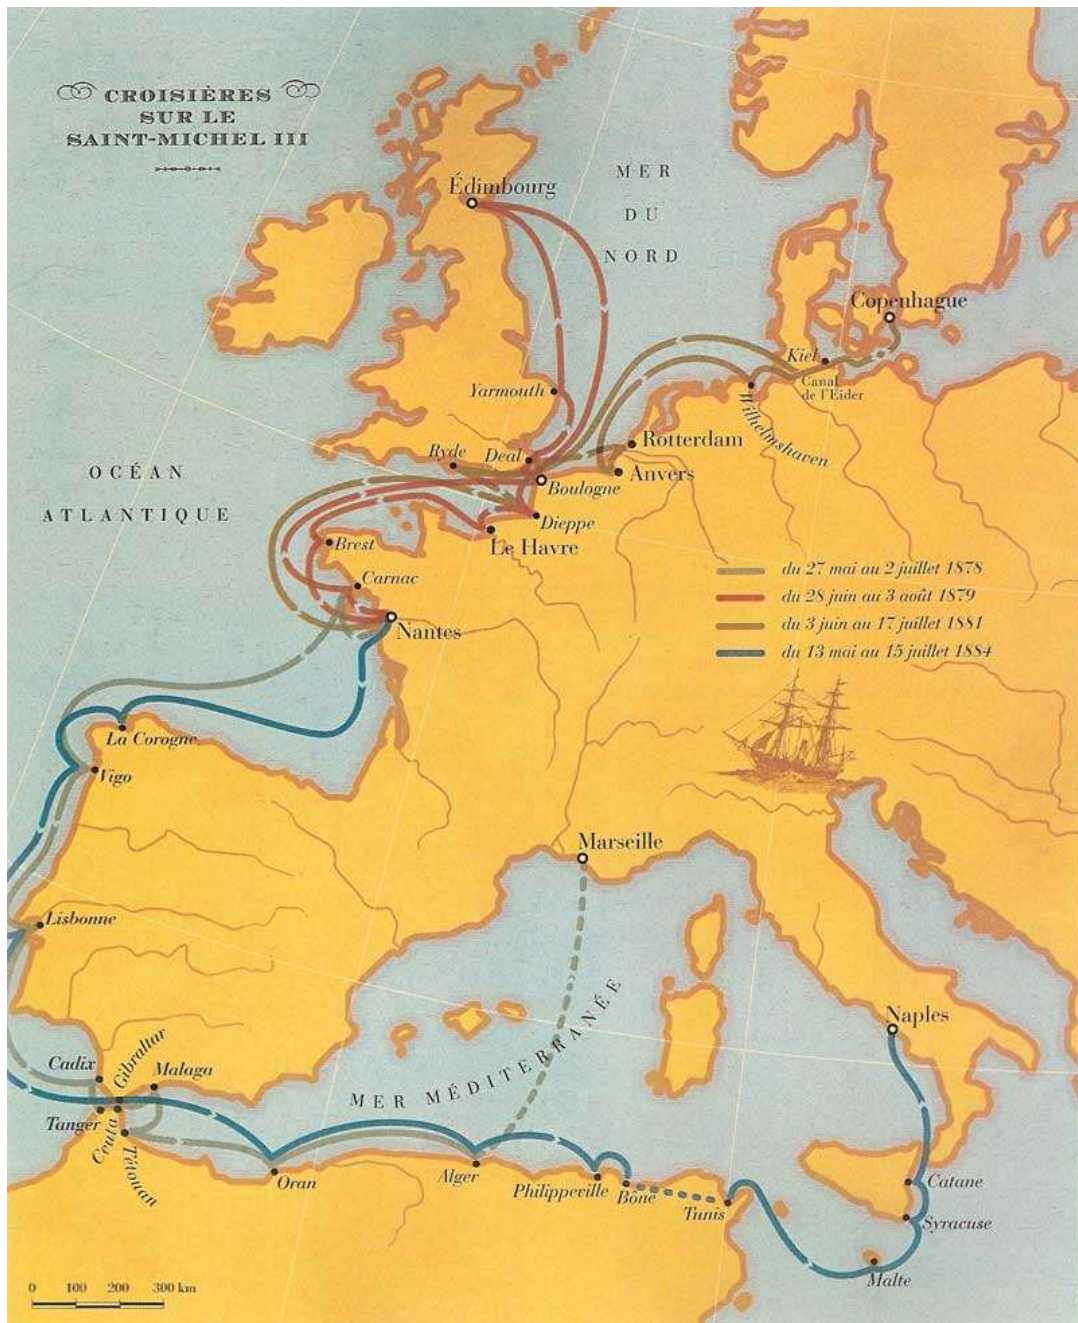 CROISIÈRES
SUR LE
SAINT-MICHEL III
Édimbourg
MER
DU
NORD
Copenhague
Kiel
Canal
de l'Eider
Yarmouth
Wilhelmshaven
Rotterdam
Ryde
Deal
Anvers
OCÉAN
ATLANTIQUE
Boulogne
Dieppe
Le Havre
Brest
Carnac
Nantes
du 27 mai au 2 juillet 1878
du 28 juin au 3 août 1879
du 3 juin au 17 juillet 1881
du 13 mai au 15 juillet 1884
La Corogne
Vigo
Marseille
Lisbonne
Naples
MER MÉDITERRANÉE
Cadix
Gibraltar
Malaga
Tanger
Ceuta
Tétouan
Oran
Alger
Philippeville
Bône
Tunis
Catane
Syracuse
Malte
0 100 200 300 km